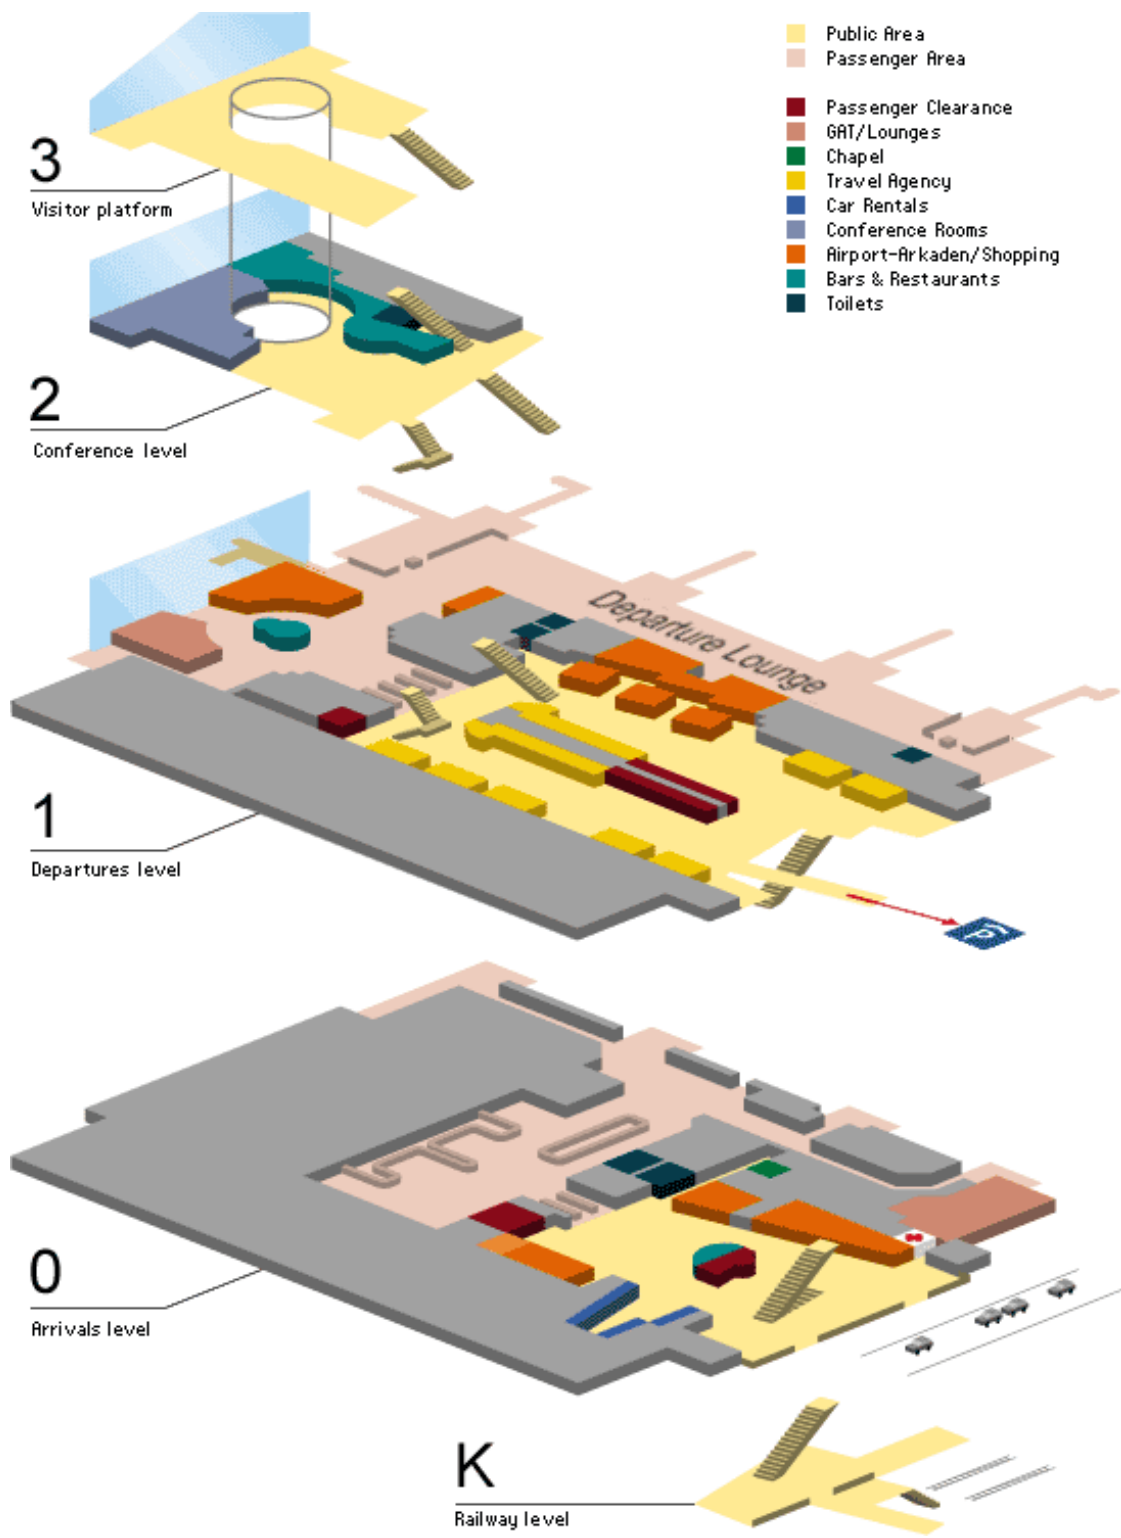 Public Area
Passenger Area
Passenger Clearance
GAT/Lounges
Chapel
Travel Agency
Car Rentals
Conference Rooms
Airport-Arkaden/Shopping
Bars & Restaurants
Toilets
3
Visitor platform
2
Conference level
Departure Lounge
1
Departures level
P
0
Arrivals level
K
Railway level